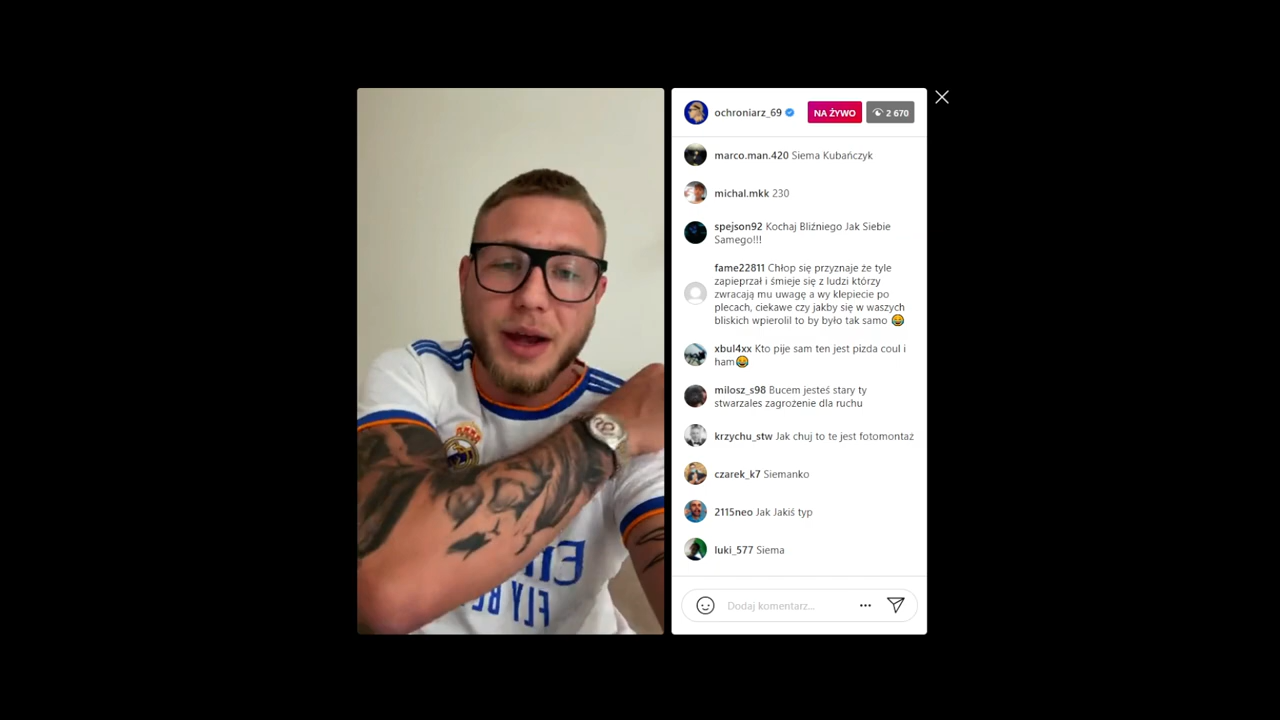 ochroniarz_69
NA ŻYWO
2 670
marco.man.420 Siema Kubańczyk
michal.mkk 230
spejson92 Kochaj Bliźniego Jak Siebie
Samego!!!
fame22811 Chłop się przyznaje że tyle
zapieprzał i śmieje się z ludzi którzy
zwracają mu uwagę a wy klepiecie po
plecach, ciekawe czy jakby się w waszych
bliskich wpierolil to by było tak samo 😂
xbul4xx Kto pije sam ten jest pizda coul i
ham😂
milosz_s98 Bucem jesteś stary ty
stwarzales zagrożenie dla ruchu
krzychu_stw Jak chuj to te jest fotomontaż
czarek_k7 Siemanko
2115neo Jak Jakiś typ
luki_577 Siema
Dodaj komentarz...
FLY